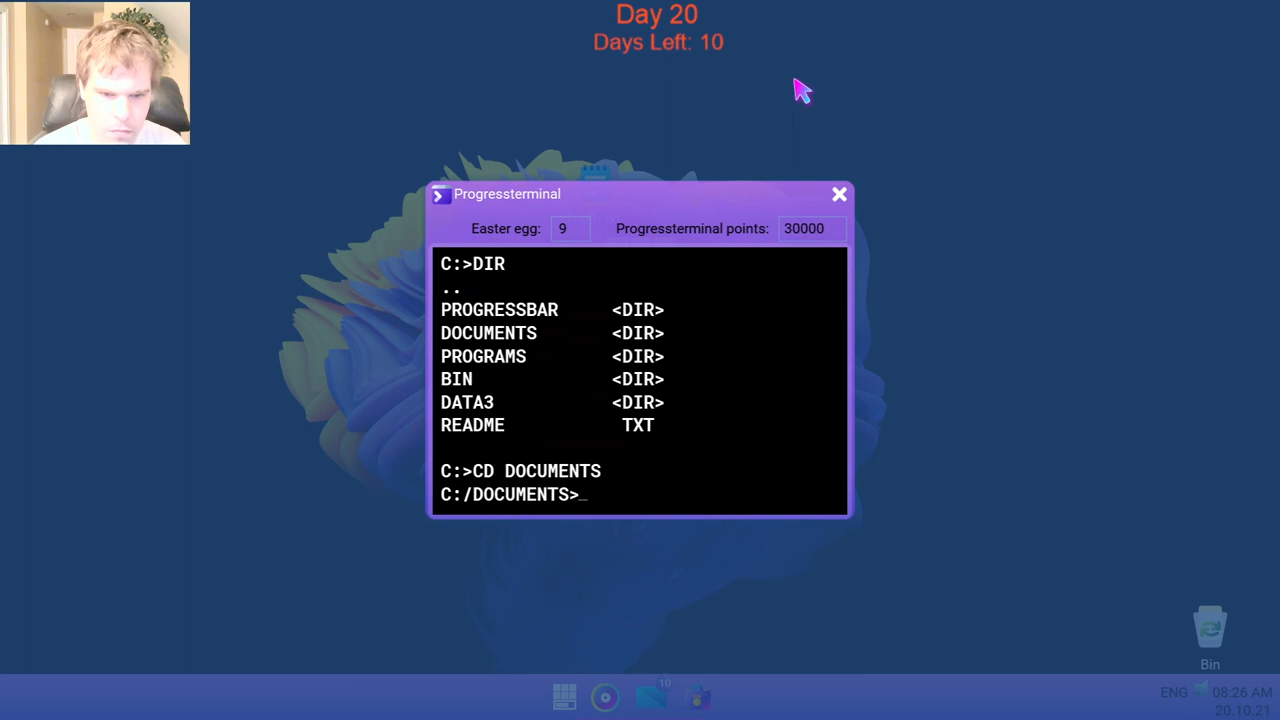 Day 20
Days Left: 10
Progressterminal
Easter egg: 9 Progressterminal points: 30000
C:>DIR
..
PROGRESSBAR <DIR>
DOCUMENTS <DIR>
PROGRAMS <DIR>
BIN <DIR>
DATA3 <DIR>
README TXT
C:>CD DOCUMENTS
C:/DOCUMENTS>_
Bin
10
ENG 08:26 AM
20.10.21